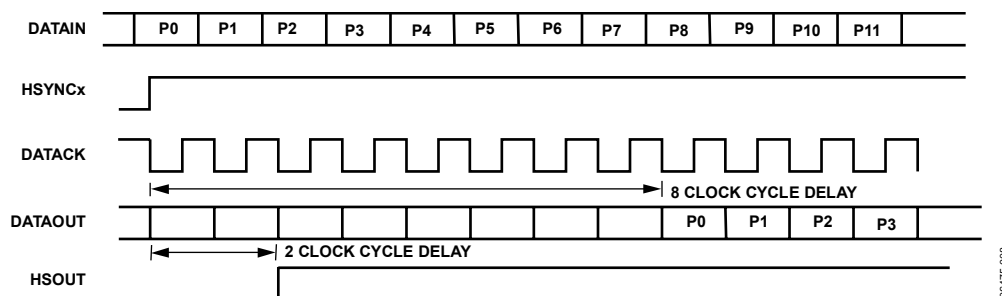 DATAIN P0 P1 P2 P3 P4 P5 P6 P7 P8 P9 P10 P11
HSYNCx
DATACK
8 CLOCK CYCLE DELAY
DATAOUT P0 P1 P2 P3
2 CLOCK CYCLE DELAY
HSOUT